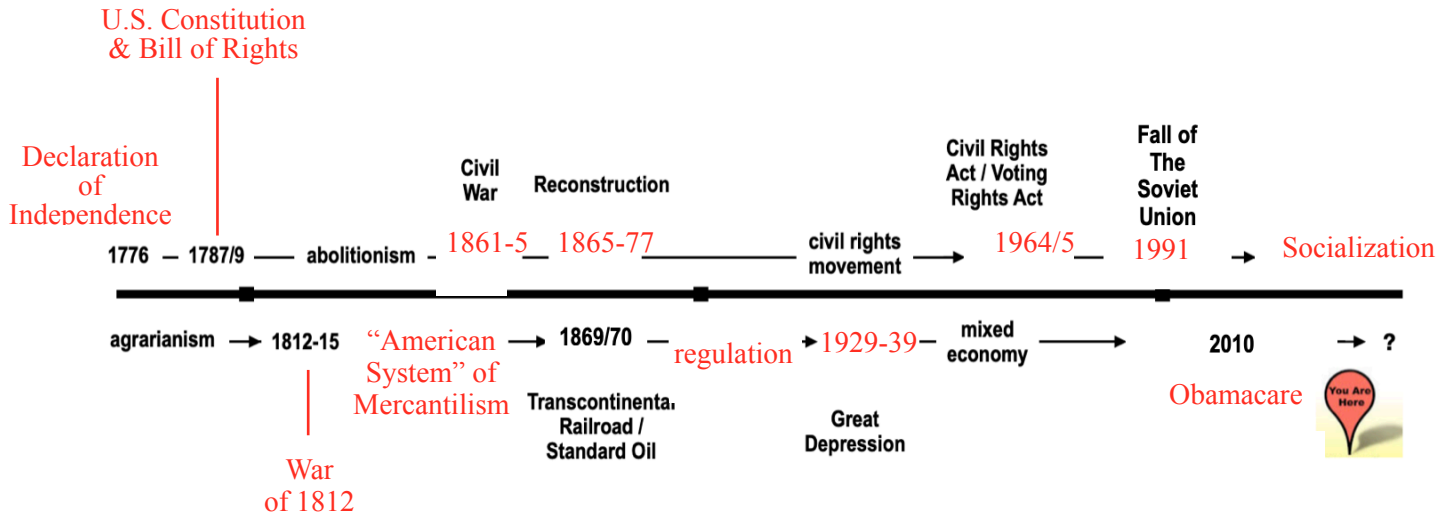 U.S. Constitution
& Bill of Rights
Declaration
of
Independence
Civil
War
Reconstruction
Civil Rights
Act / Voting
Rights Act
Fall of
The
Soviet
Union
1776 – 1787/9 abolitionism 1861-5 1865-77 civil rights
movement 1964/5 1991 Socialization
agrarianism 1812-15 "American
System" of
Mercantilism
1869/70 – regulation 1929-39 – mixed
economy
2010 ?
Transcontinental
Railroad /
Standard Oil
Great
Depression
Obamacare
You Are
Here
War
of 1812